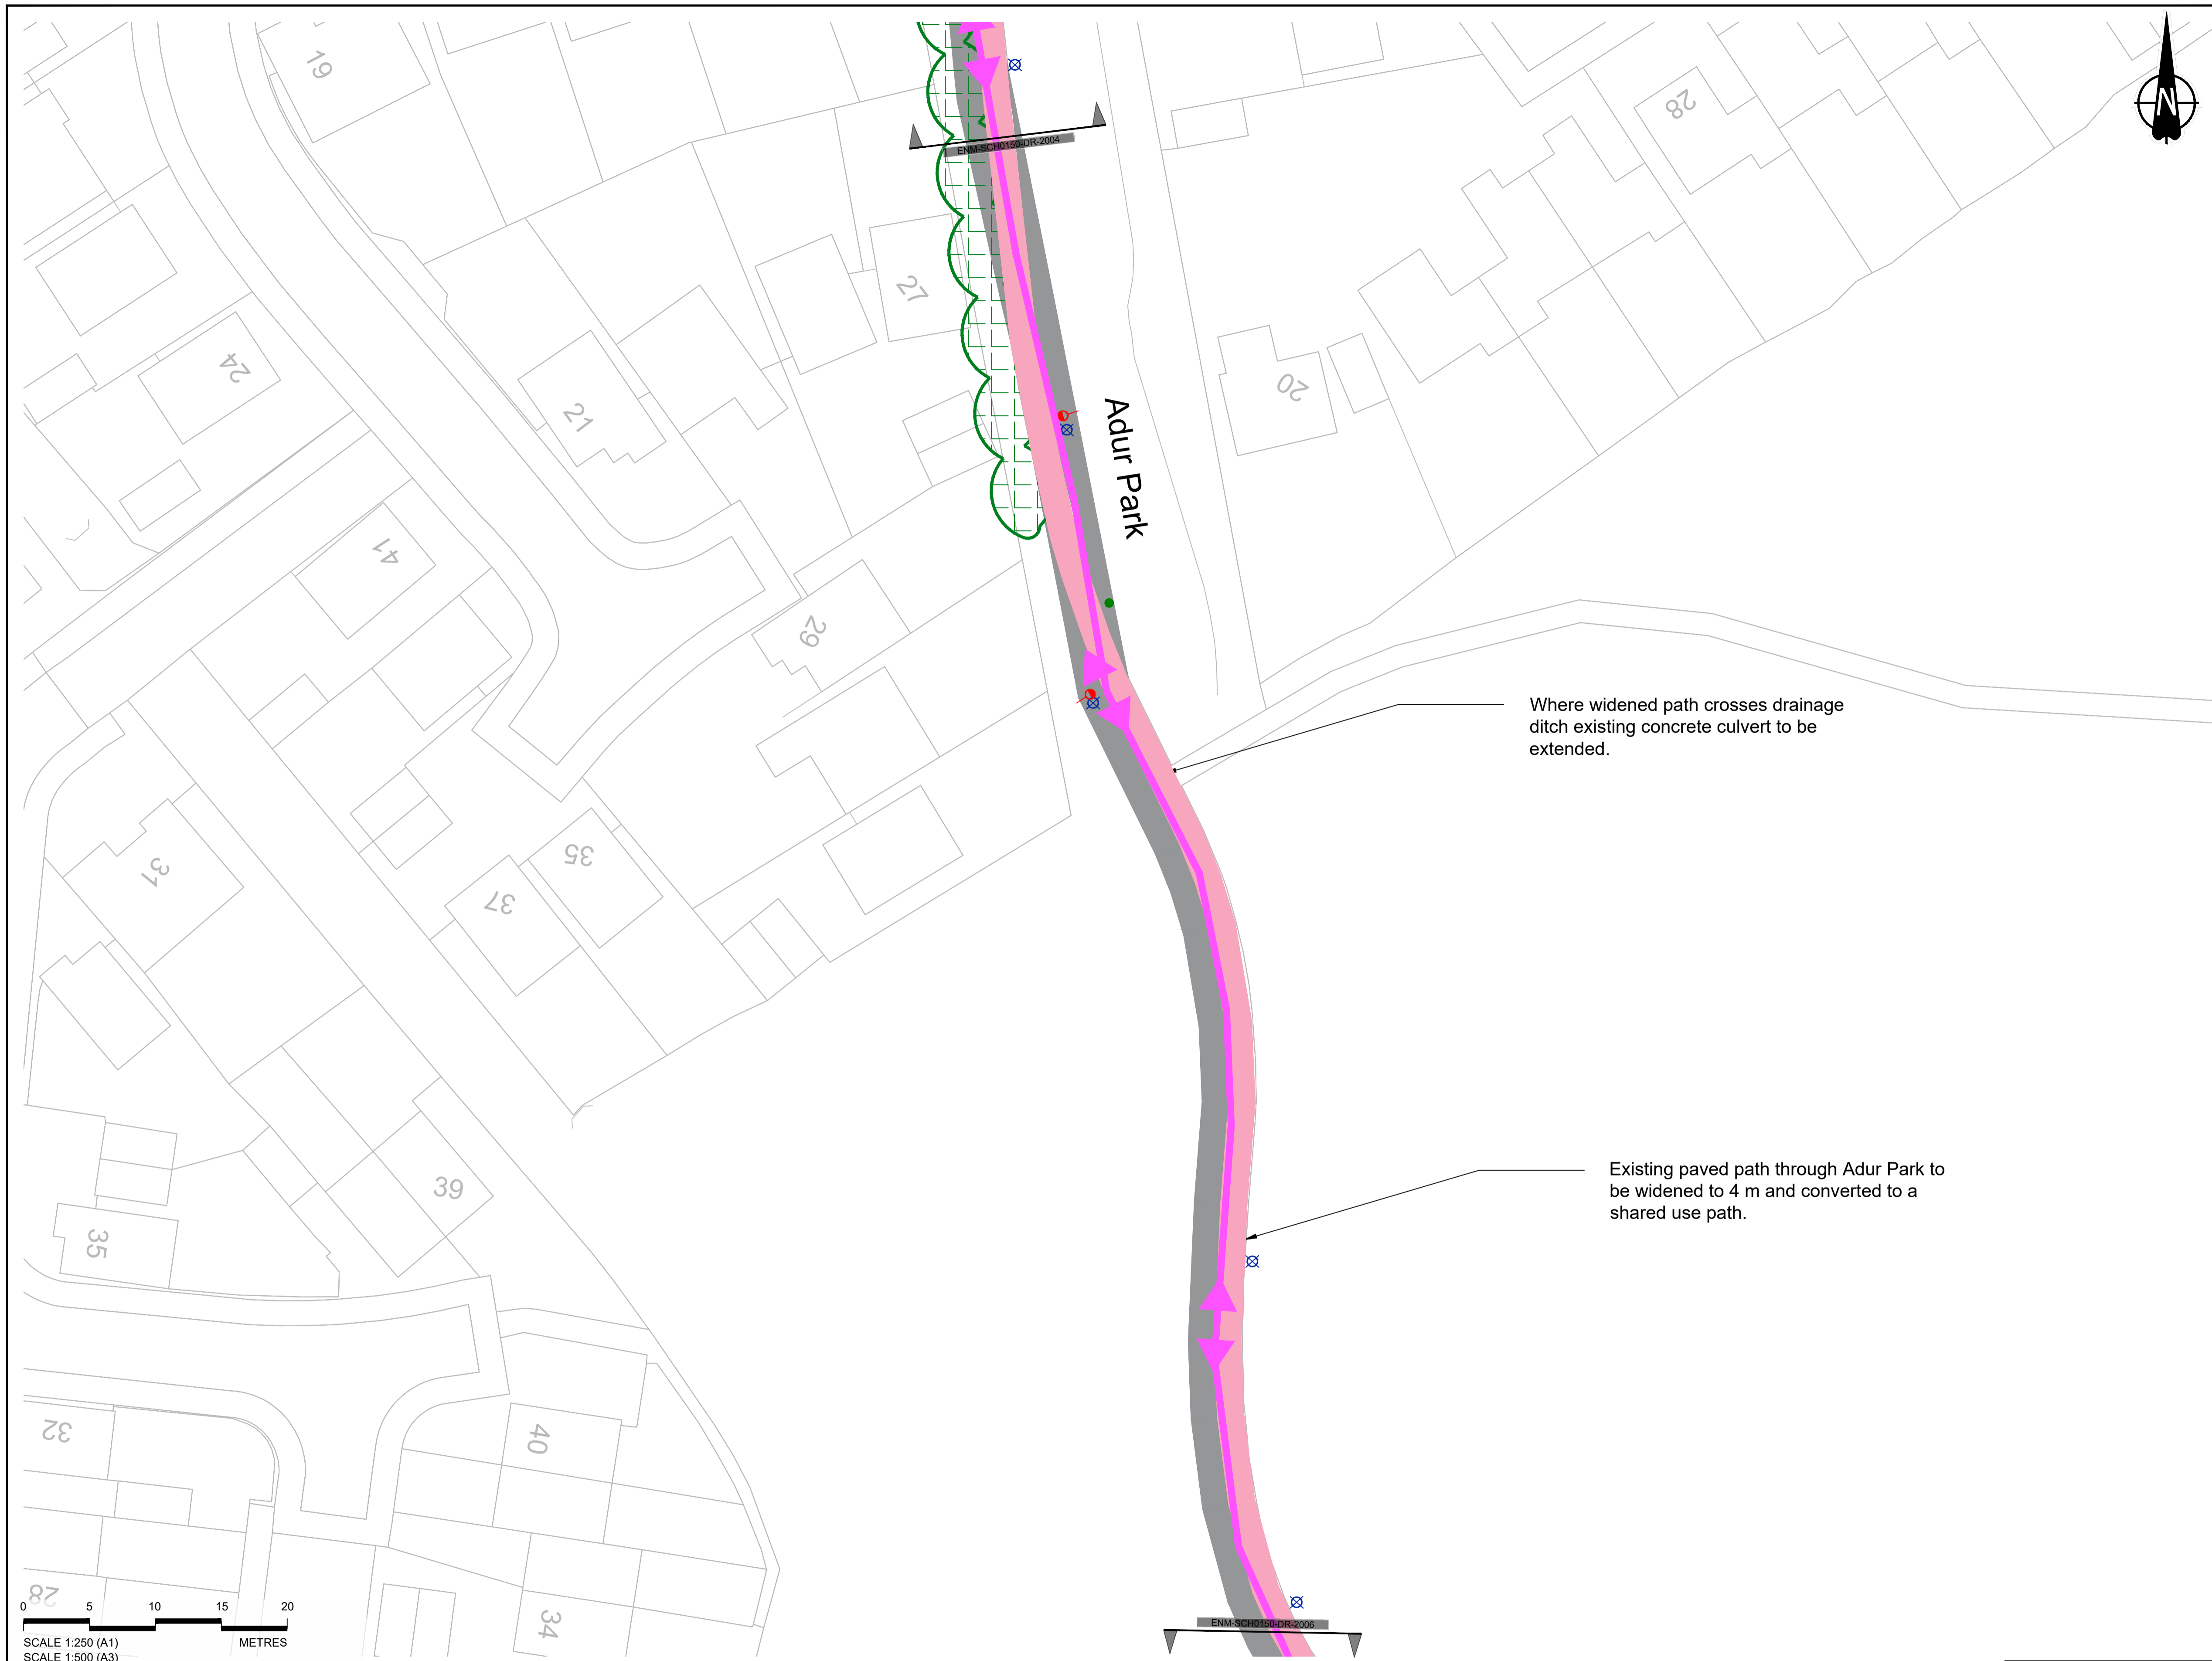 19
N
28
ENM-SCH0150-DR-2004
27
24
20
21
Adur Park
41
29
Where widened path crosses drainage
ditch existing concrete culvert to be
extended.
35
31
37
Existing paved path through Adur Park to
be widened to 4 m and converted to a
shared use path.
39
35
32
40
28
34
0 5 10 15 20
ENM-SCH0150-DR-2006
SCALE 1:250 (A1) METRES
SCALE 1:500 (A3)